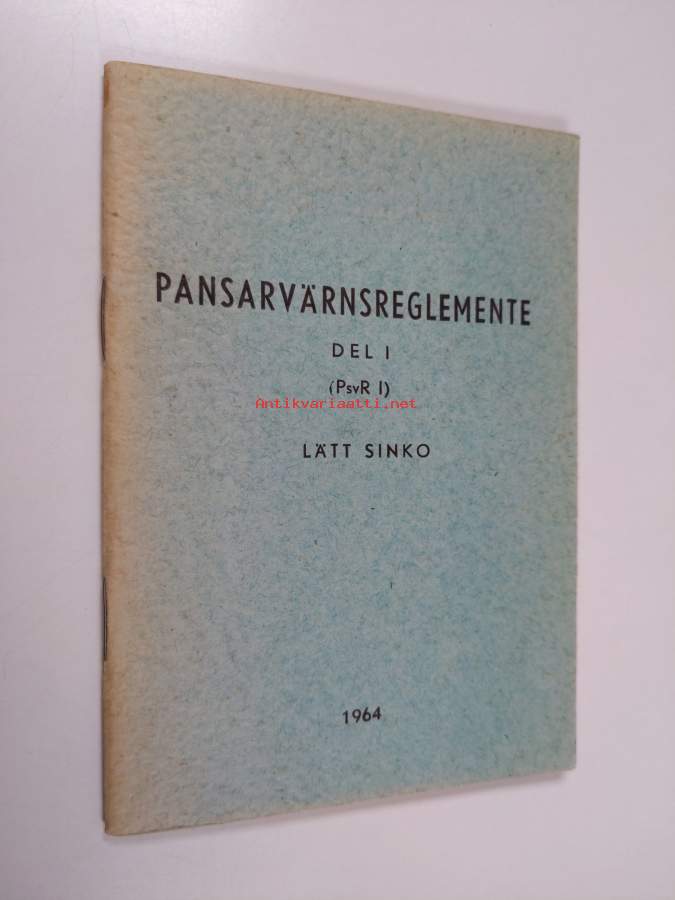 PANSARVÄRNSREGLEMENTE
DEL I
(PsvR I)
Antikvariaatti.net
LÄTT SINKO
1964